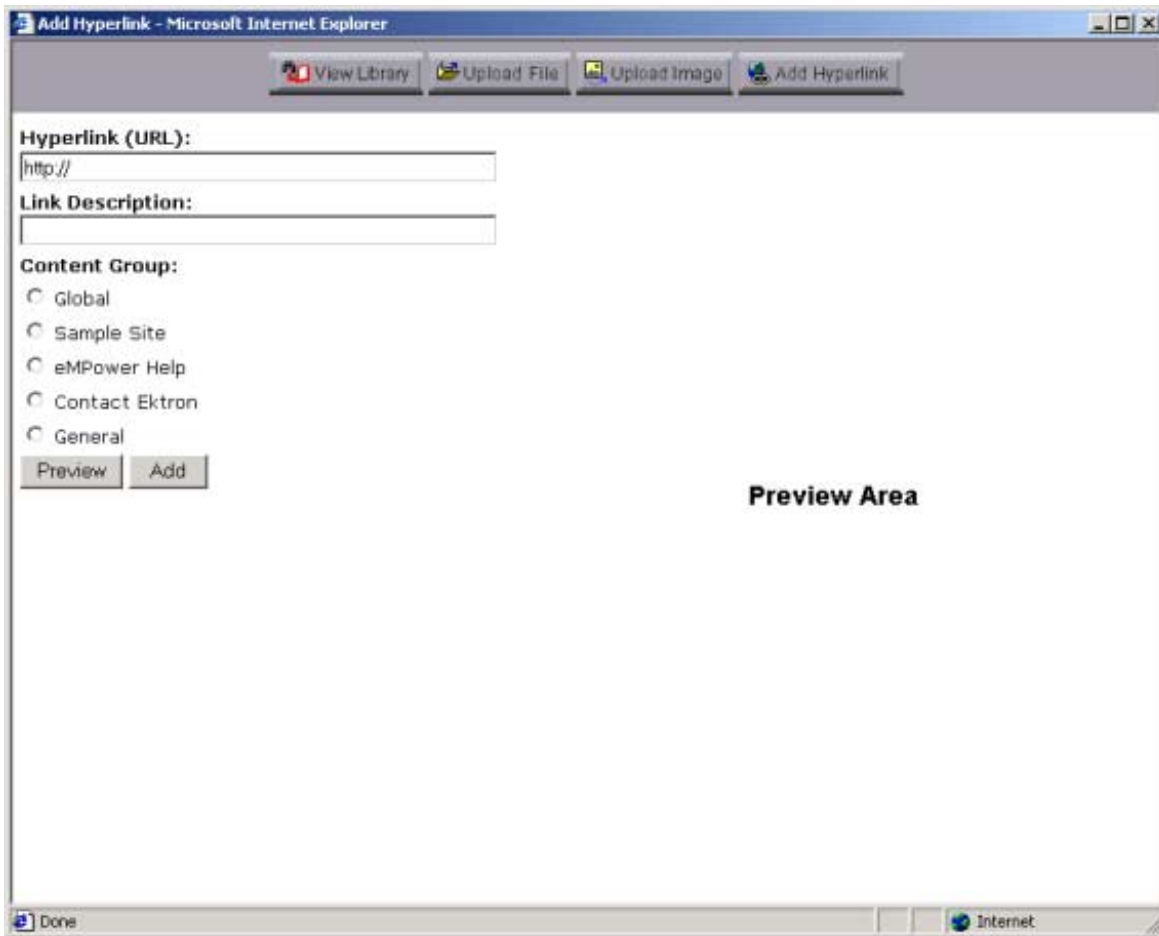 Add Hyperlink - Microsoft Internet Explorer
View Library Upload File Upload Image Add Hyperlink
Hyperlink (URL):
http://
Link Description:
Content Group:
Global
Sample Site
eMPower Help
Contact Ektron
General
Preview Add
Preview Area
Done Internet